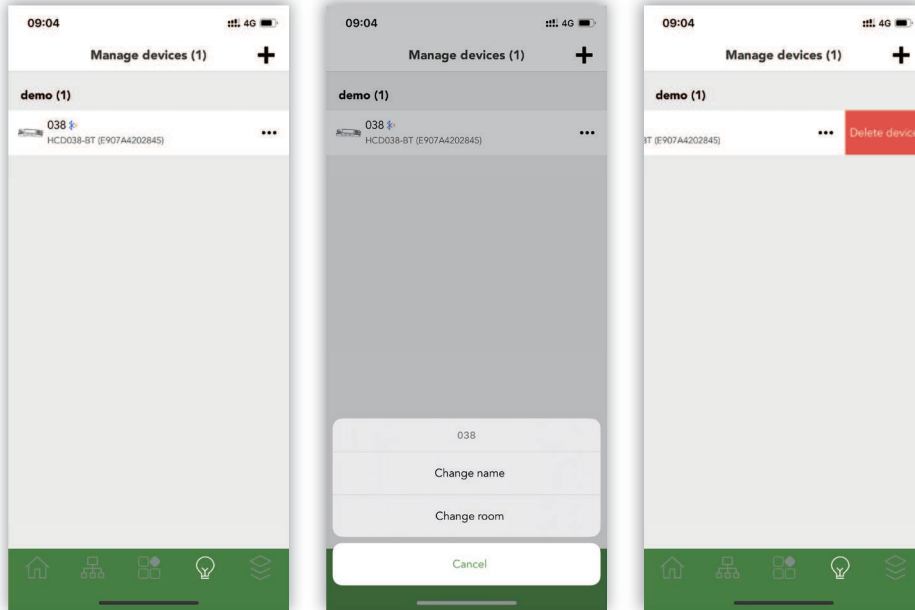 09:04
4G
Manage devices (1)
+
demo (1)
038
HCD038-BT (E907A4202845)
09:04
4G
Manage devices (1)
+
demo (1)
038
HCD038-BT (E907A4202845)
038
Change name
Change room
Cancel
09:04
4G
Manage devices (1)
+
demo (1)
BT (E907A4202845)
Delete device